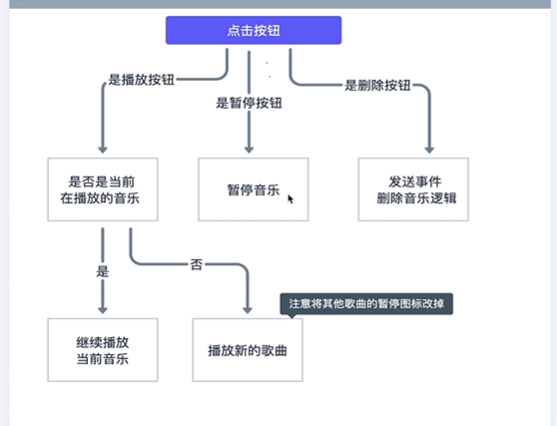 点击按钮
是播放按钮
是暂停按钮
是删除按钮
是否是当前
在播放的音乐
暂停音乐
发送事件
删除音乐逻辑
是
否
注意将其他歌曲的暂停图标改掉
继续播放
当前音乐
播放新的歌曲